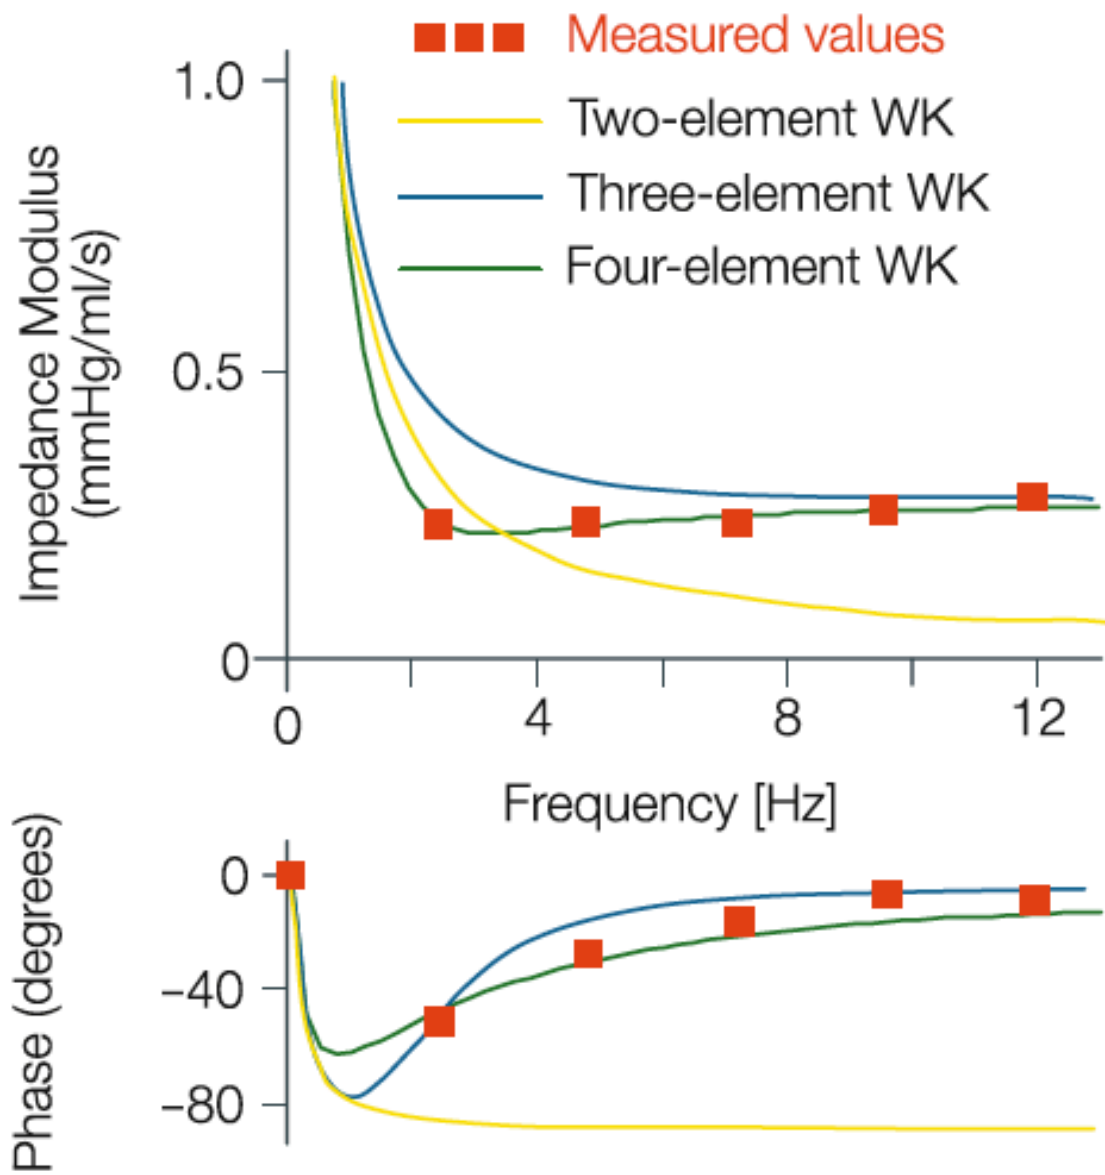 Measured values
Two-element WK
Three-element WK
Four-element WK
Impedance Modulus
(mmHg/ml/s)
1.0
0.5
0
0
4
8
12
Frequency [Hz]
Phase (degrees)
0
−40
−80